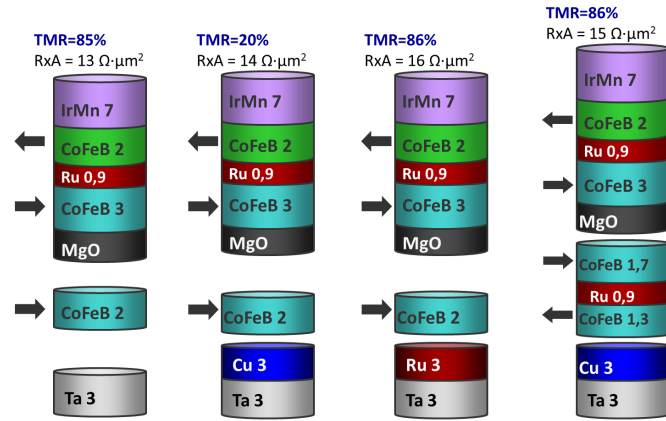 TMR=85%
RxA = 13 Ω·μm²
IrMn 7
CoFeB 2
Ru 0,9
CoFeB 3
MgO
CoFeB 2
Ta 3
TMR=20%
RxA = 14 Ω·μm²
IrMn 7
CoFeB 2
Ru 0,9
CoFeB 3
MgO
CoFeB 2
Cu 3
Ta 3
TMR=86%
RxA = 16 Ω·μm²
IrMn 7
CoFeB 2
Ru 0,9
CoFeB 3
MgO
CoFeB 2
Ru 3
Ta 3
TMR=86%
RxA = 15 Ω·μm²
IrMn 7
CoFeB 2
Ru 0,9
CoFeB 3
MgO
CoFeB 1,7
Ru 0,9
CoFeB 1,3
Cu 3
Ta 3